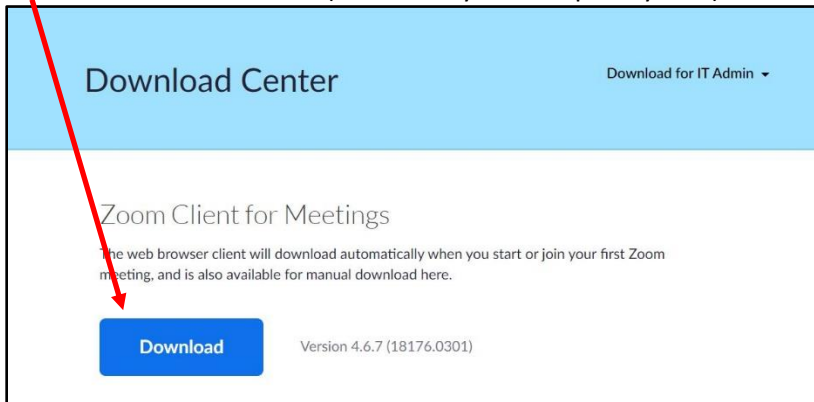 Download Center
Download for IT Admin
Zoom Client for Meetings
The web browser client will download automatically when you start or join your first Zoom
meeting, and is also available for manual download here.
Download
Version 4.6.7 (18176.0301)